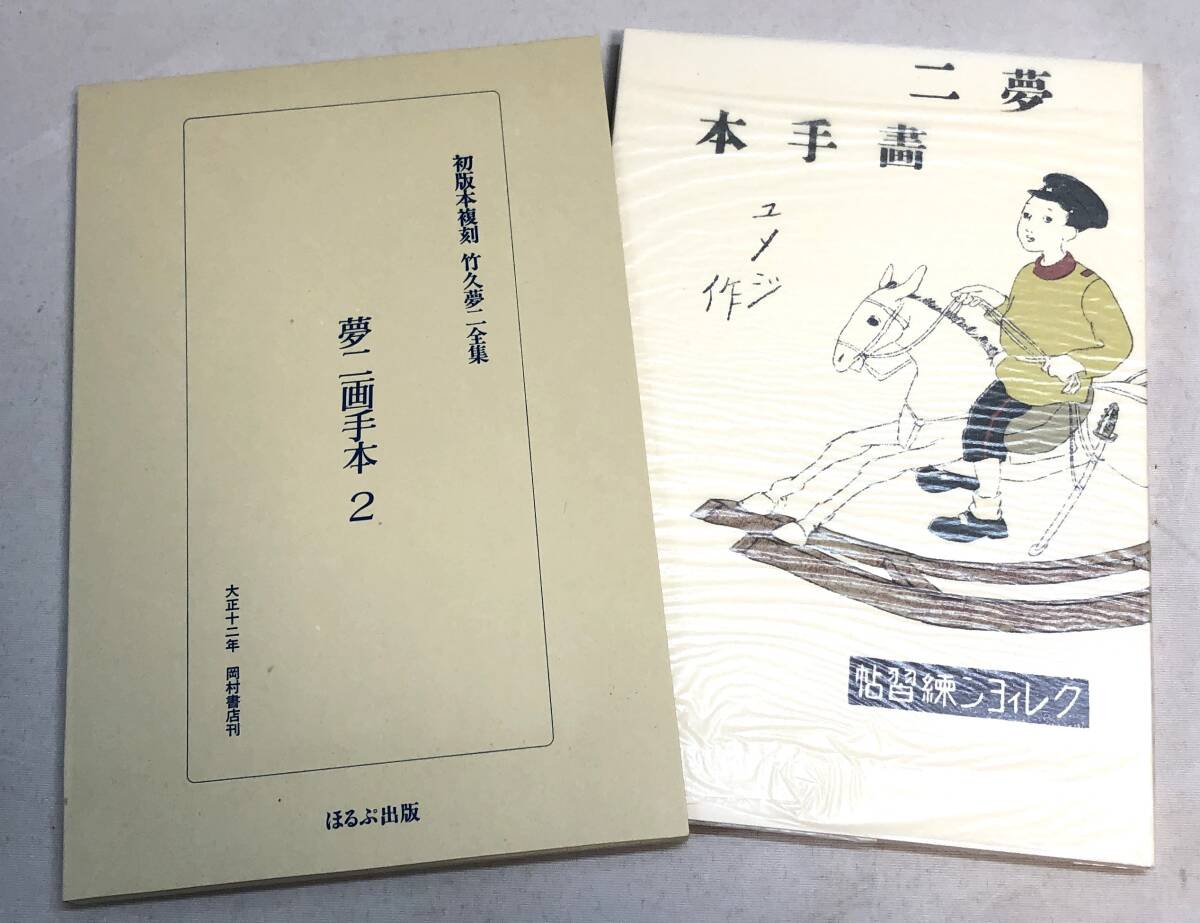 初版本複刻 竹久夢二全集
夢二画手本 2
大正十二年 岡村書店刊
ほるぷ出版
夢二
畫手本
ユメジ
作
クレィヨン練習帖